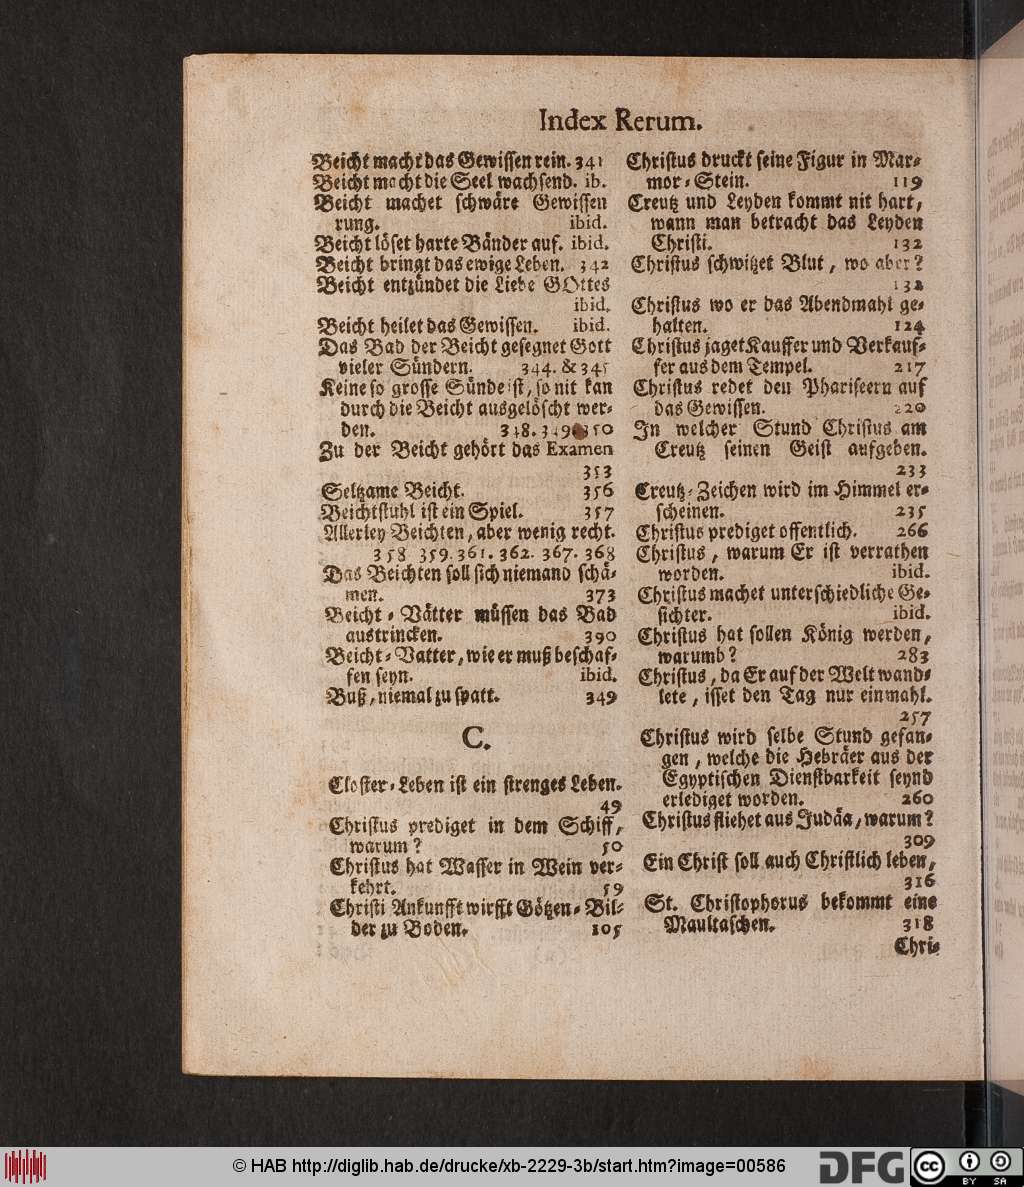 Index Rerum.
Beicht macht das Gewissen rein. 341
Beicht macht die Seel wachsend. ib.
Beicht machet schwäre Gewissen
rung. ibid.
Beicht löset harte Bänder auf. ibid.
Beicht bringt das ewige Leben. 342
Beicht entzündet die Liebe GOttes
ibid.
Beicht heilet das Gewissen. ibid.
Das Bad der Beicht gesegnet Gott
vieler Sündern. 344. & 345
Keine so grosse Sünde ist, so nit kan
durch die Beicht ausgelöscht wer-
den. 348. 349 350
Zu der Beicht gehört das Examen
353
Seltzame Beicht. 356
Beichtstuhl ist ein Spiel. 357
Allerley Beichten, aber wenig recht.
358 359. 361. 362. 367. 368
Das Beichten soll sich niemand schä-
men. 373
Beicht-Vätter müssen das Bad
austrincken. 390
Beicht-Vatter, wie er muß beschaf-
fen seyn. ibid.
Buß, niemal zu spatt. 349
C.
Closter-Leben ist ein strenges Leben.
49
Christus prediget in dem Schiff,
warum? 50
Christus hat Wasser in Wein ver-
kehrt. 59
Christi Ankunfft wirfft Götzen-Bil-
der zu Boden. 105
Christus druckt seine Figur in Mar-
mor-Stein. 119
Creutz und Leyden kommt nit hart,
wann man betracht das Leyden
Christi. 132
Christus schwitzet Blut, wo aber?
132
Christus wo er das Abendmahl ge-
halten. 124
Christus jaget Kauffer und Verkauf-
fer aus dem Tempel. 217
Christus redet den Phariseern auf
das Gewissen. 220
In welcher Stund Christus am
Creutz seinen Geist aufgeben.
233
Creutz-Zeichen wird im Himmel er-
scheinen. 235
Christus prediget offentlich. 266
Christus, warum Er ist verrathen
worden. ibid.
Christus machet unterschiedliche Ge-
sichter. ibid.
Christus hat sollen König werden,
warumb? 283
Christus, da Er auf der Welt wand-
lete, isset den Tag nur einmahl.
257
Christus wird selbe Stund gefan-
gen, welche die Hebräer aus der
Egyptischen Dienstbarkeit seynd
erlediget worden. 260
Christus fliehet aus Judäa, warum?
309
Ein Christ soll auch Christlich leben,
316
St. Christophorus bekommt eine
Maultaschen. 318
Chri-
© HAB http://diglib.hab.de/drucke/xb-2229-3b/start.htm?image=00586
DFG
cc BY SA